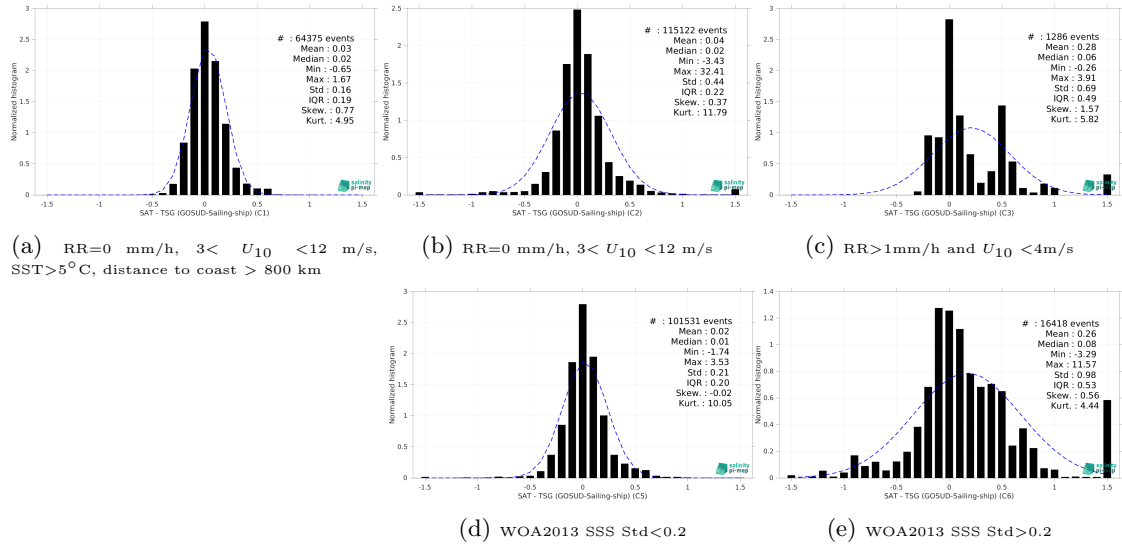 3
2.5
2
1.5
1
0.5
0
Normalized histogram
# : 64375 events
Mean : 0.03
Median : 0.02
Min : -0.65
Max : 1.67
Std : 0.16
IQR : 0.19
Skew. : 0.77
Kurt. : 4.95
salinity
pi-mep
-1.5 -1 -0.5 0 0.5 1 1.5
SAT - TSG (GOSUD-Sailing-ship) (C1)
(a) RR=0 mm/h, 3< U10 <12 m/s,
SST>5°C, distance to coast > 800 km
2.5
2
1.5
1
0.5
0
Normalized histogram
# : 115122 events
Mean : 0.04
Median : 0.02
Min : -3.43
Max : 32.41
Std : 0.44
IQR : 0.22
Skew. : 0.37
Kurt. : 11.79
salinity
pi-mep
-1.5 -1 -0.5 0 0.5 1 1.5
SAT - TSG (GOSUD-Sailing-ship) (C2)
(b) RR=0 mm/h, 3< U10 <12 m/s
3
2.5
2
1.5
1
0.5
0
Normalized histogram
# : 1286 events
Mean : 0.28
Median : 0.06
Min : -0.26
Max : 3.91
Std : 0.69
IQR : 0.49
Skew. : 1.57
Kurt. : 5.82
salinity
pi-mep
-1.5 -1 -0.5 0 0.5 1 1.5
SAT - TSG (GOSUD-Sailing-ship) (C3)
(c) RR>1mm/h and U10 <4m/s
3
2.5
2
1.5
1
0.5
0
Normalized histogram
# : 101531 events
Mean : 0.02
Median : 0.01
Min : -1.74
Max : 3.53
Std : 0.21
IQR : 0.20
Skew. : -0.02
Kurt. : 10.05
salinity
pi-mep
-1.5 -1 -0.5 0 0.5 1 1.5
SAT - TSG (GOSUD-Sailing-ship) (C5)
(d) WOA2013 SSS Std<0.2
1.4
1.2
1
0.8
0.6
0.4
0.2
0
Normalized histogram
# : 16418 events
Mean : 0.26
Median : 0.08
Min : -3.29
Max : 11.57
Std : 0.98
IQR : 0.53
Skew. : 0.56
Kurt. : 4.44
salinity
pi-mep
-1.5 -1 -0.5 0 0.5 1 1.5
SAT - TSG (GOSUD-Sailing-ship) (C6)
(e) WOA2013 SSS Std>0.2